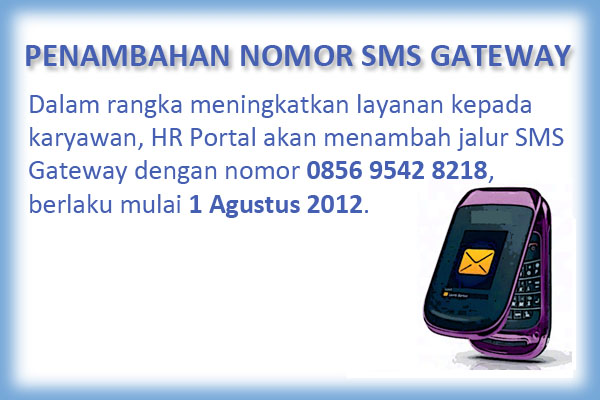 PENAMBAHAN NOMOR SMS GATEWAY
Dalam rangka meningkatkan layanan kepada
karyawan, HR Portal akan menambah jalur SMS
Gateway dengan nomor 0856 9542 8218,
berlaku mulai 1 Agustus 2012.